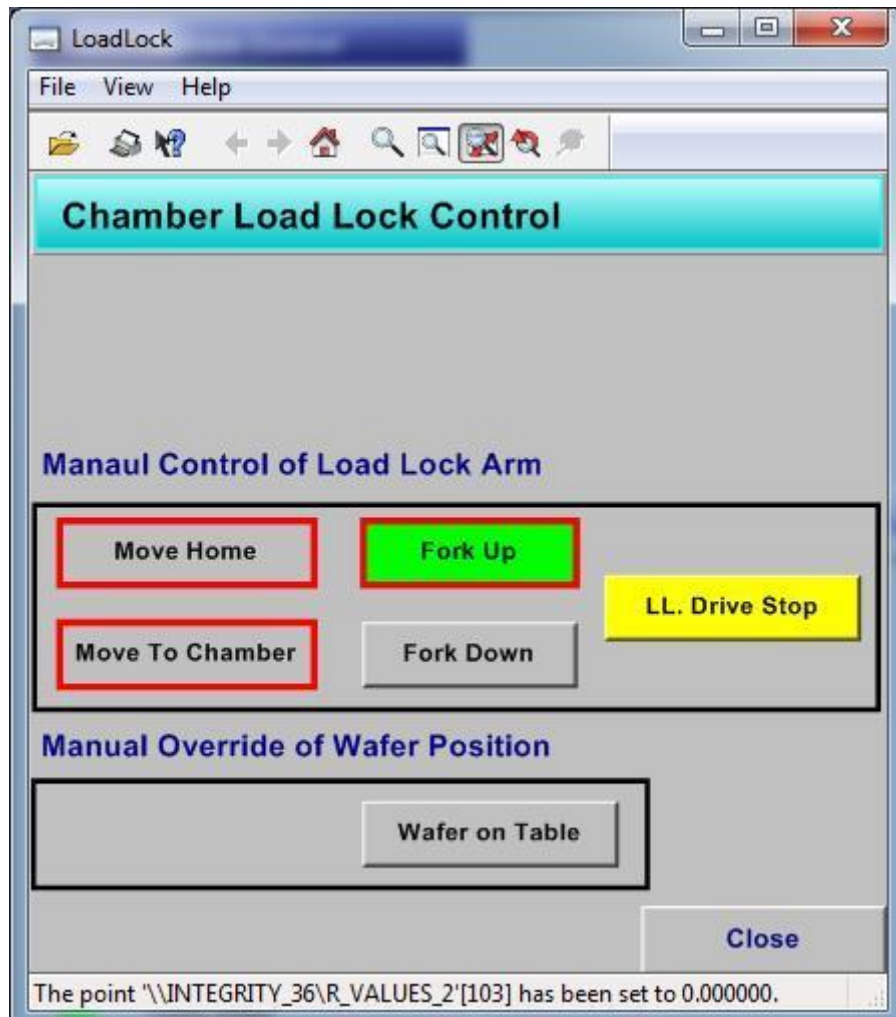 LoadLock
File View Help
Chamber Load Lock Control
Manaul Control of Load Lock Arm
Move Home
Fork Up
LL. Drive Stop
Move To Chamber
Fork Down
Manual Override of Wafer Position
Wafer on Table
Close
The point '\\INTEGRITY_36\R_VALUES_2'[103] has been set to 0.000000.